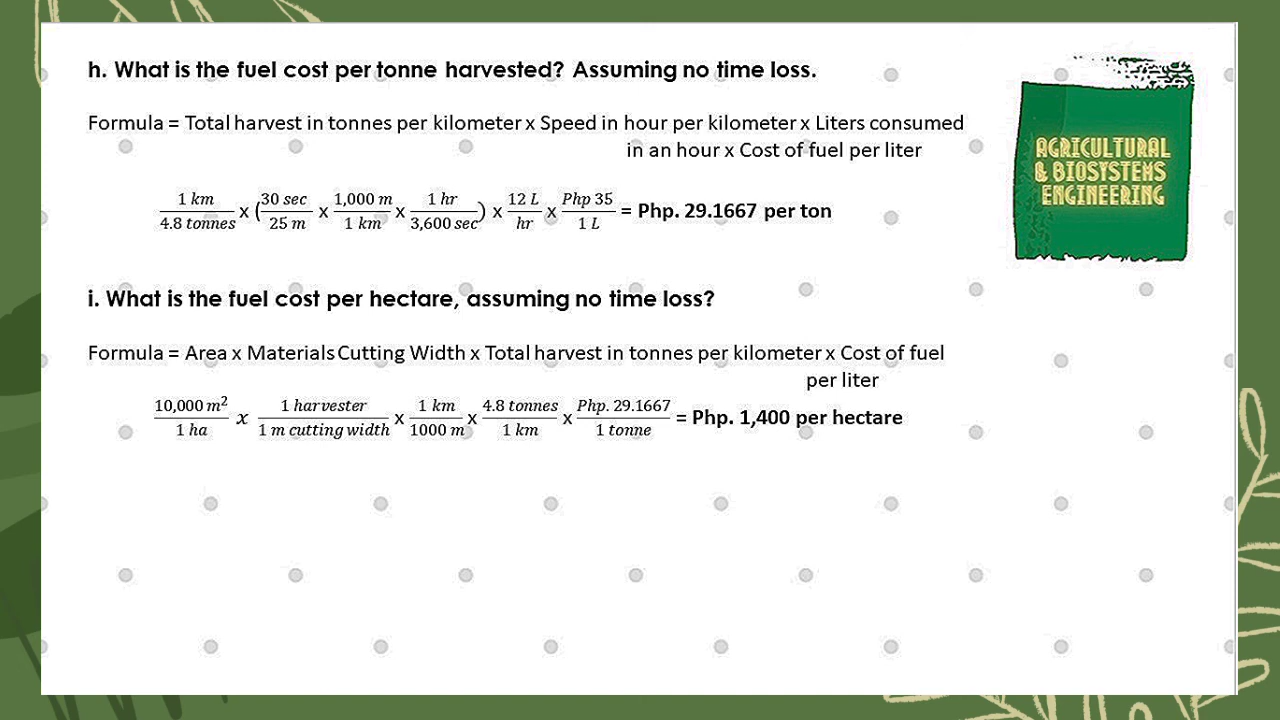 h. What is the fuel cost per tonne harvested? Assuming no time loss.
Formula = Total harvest in tonnes per kilometer x Speed in hour per kilometer x Liters consumed
in an hour x Cost of fuel per liter
1 km / 4.8 tonnes x (30 sec / 25 m x 1,000 m / 1 km x 1 hr / 3,600 sec) x 12 L / hr x Php 35 / 1 L = Php. 29.1667 per ton
i. What is the fuel cost per hectare, assuming no time loss?
Formula = Area x Materials Cutting Width x Total harvest in tonnes per kilometer x Cost of fuel
per liter
10,000 m² / 1 ha x 1 harvester / 1 m cutting width x 1 km / 1000 m x 4.8 tonnes / 1 km x Php. 29.1667 / 1 tonne = Php. 1,400 per hectare
AGRICULTURAL
& BIOSYSTEMS
ENGINEERING